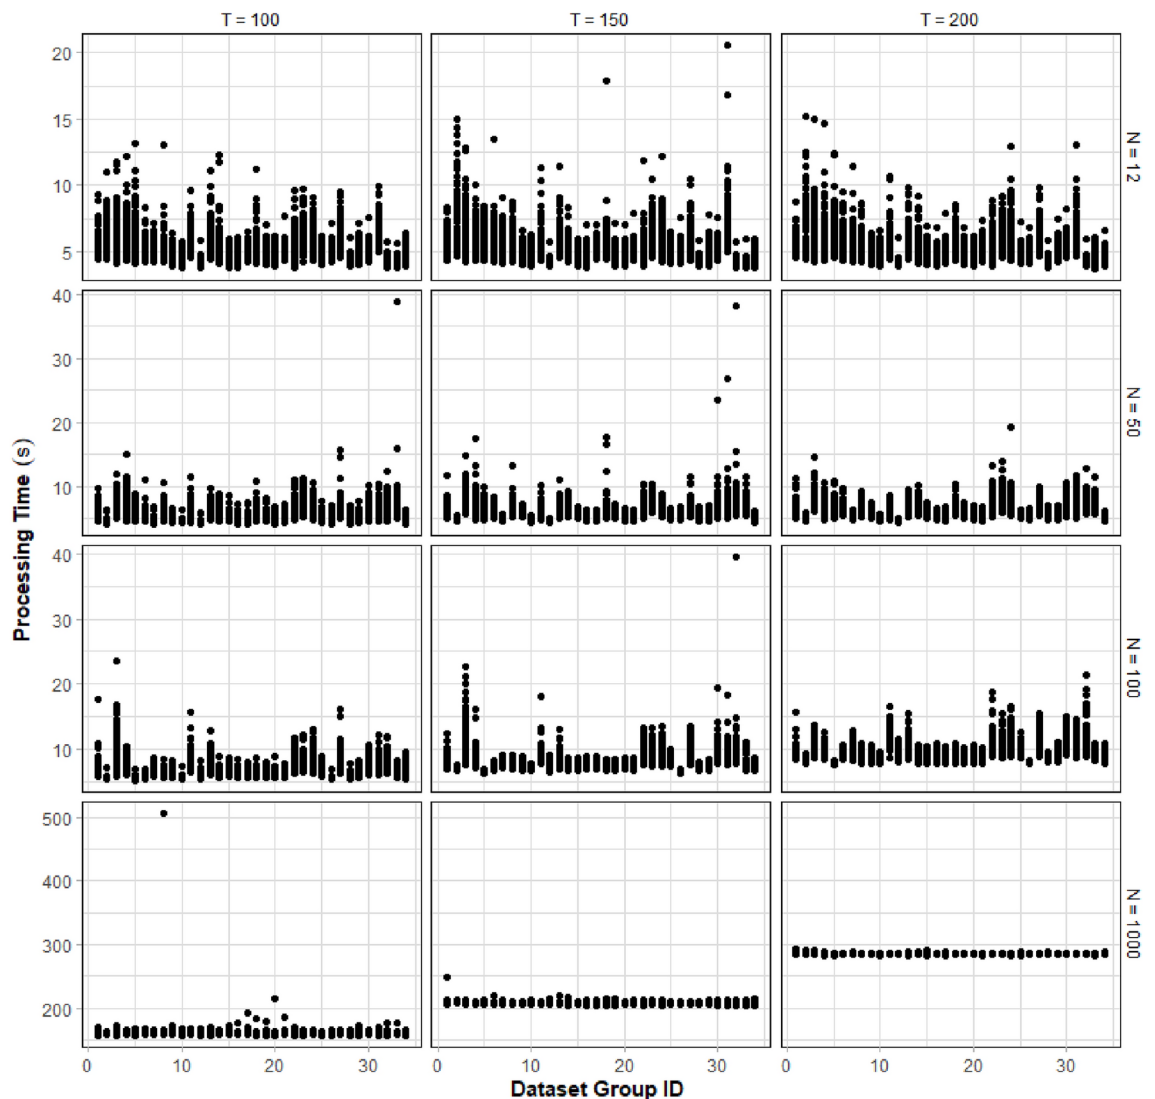 T = 100 T = 150 T = 200
20
15
10
5
N = 12
40
30
20
10
N = 50
Processing Time (s)
40
30
20
10
N = 100
500
400
300
200
N = 1000
0 10 20 30 0 10 20 30 0 10 20 30
Dataset Group ID